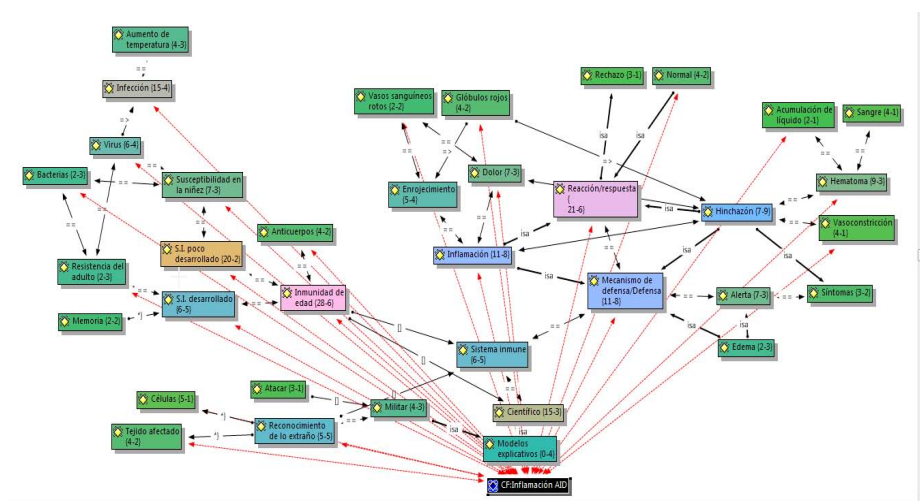 Aumento de
temperatura (4-3)
Infección (15-4)
Virus (6-4)
Bacterias (2-3)
Susceptibilidad en
la niñez (7-3)
S.I. poco
desarrollado (20-2)
Resistencia del
adulto (2-3)
S.I. desarrollado
(6-5)
Memoria (2-2)
Anticuerpos (4-2)
Inmunidad de
edad (28-6)
Vasos sanguíneos
rotos (2-2)
Glóbulos rojos
(4-2)
Enrojecimiento
(5-4)
Dolor (7-3)
Inflamación (11-8)
Rechazo (3-1)
Normal (4-2)
Reacción/respuesta
(
21-6)
Acumulación de
líquido (2-1)
Sangre (4-1)
Hematoma (9-3)
Hinchazón (7-9)
Vasoconstricción
(4-1)
Mecanismo de
defensa/Defensa
(11-8)
Alerta (7-3)
Síntomas (3-2)
Edema (2-3)
Sistema inmune
(6-5)
Científico (15-3)
Atacar (3-1)
Militar (4-3)
Células (5-1)
Reconocimiento
de lo extraño (5-5)
Tejido afectado
(4-2)
Modelos
explicativos (0-4)
CF:Inflamación AID
==
=>
==
==
==
==
==
==
*}
==
==
==
=>
==
==
isa
isa
=>
==
==
==
==
isa
isa
==
isa
isa
isa
==
==
isa
==
==
[]
[]
[]
[]
==
*}
*}
isa
isa